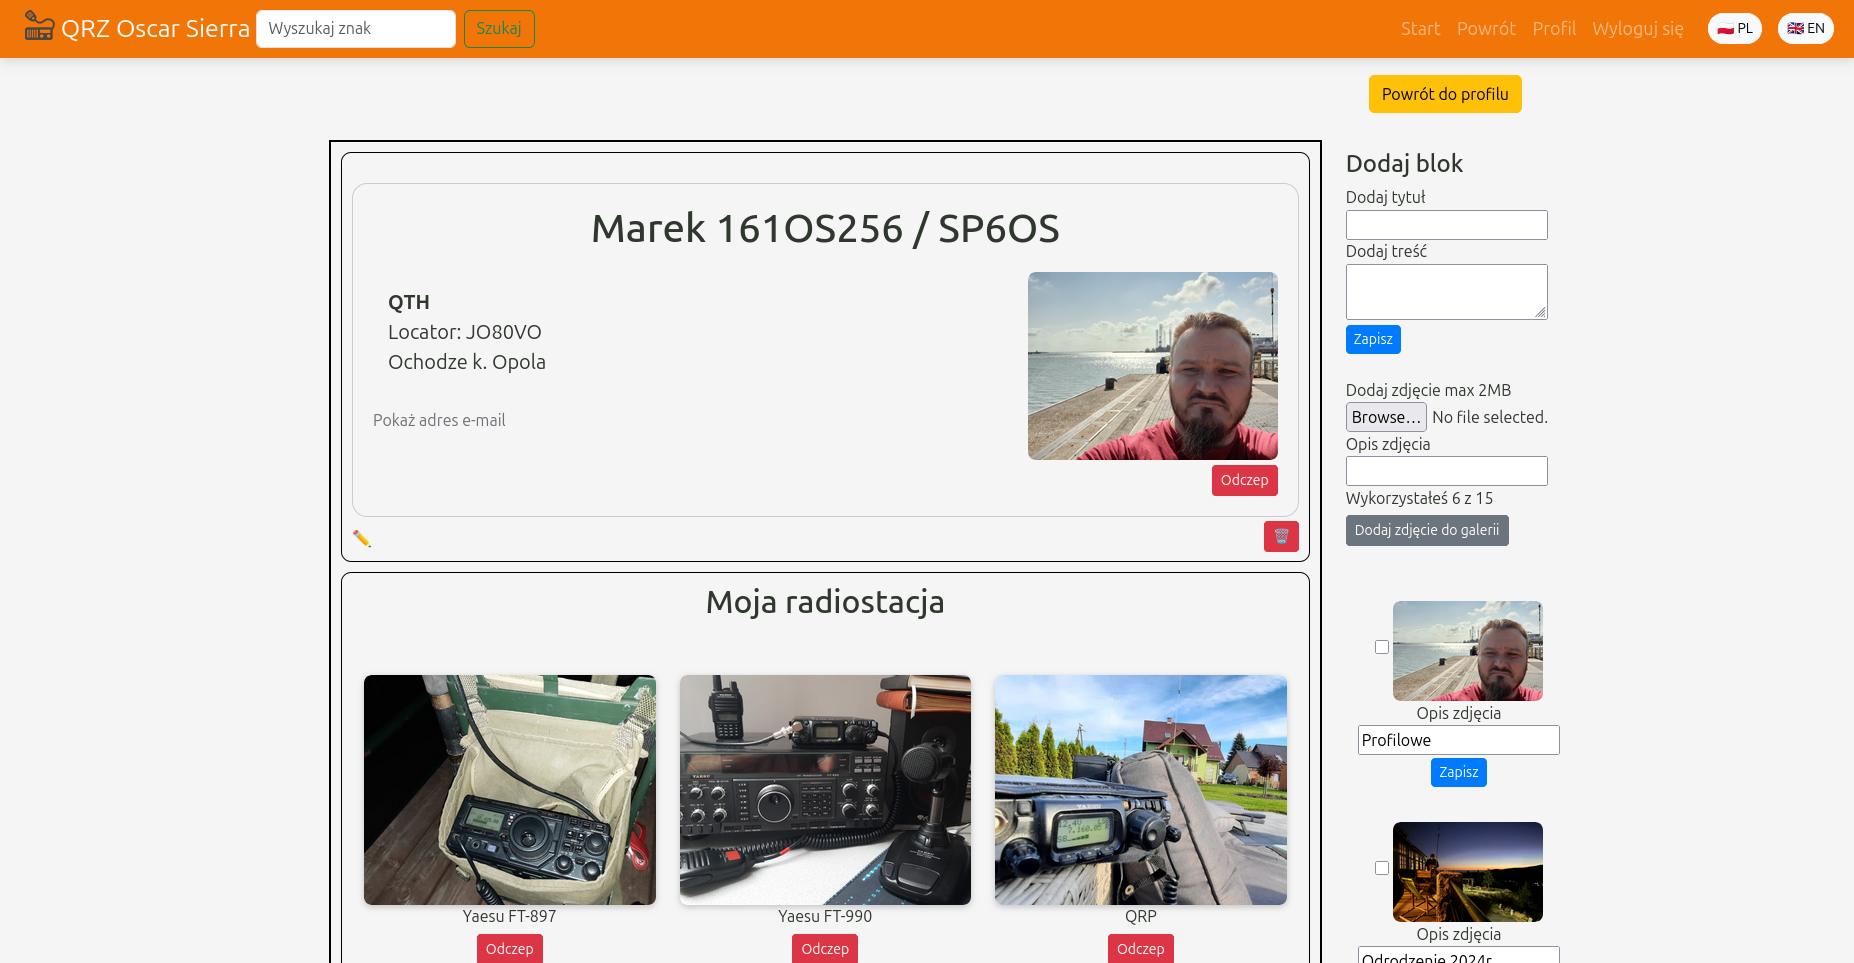 QRZ Oscar Sierra
Wyszukaj znak
Szukaj
Start
Powrót
Profil
Wyloguj się
PL
EN
Powrót do profilu
Marek 161OS256 / SP6OS
QTH
Locator: JO80VO
Ochodze k. Opola
Pokaż adres e-mail
Odczep
Moja radiostacja
YAESU
Yaesu FT-897
Yaesu FT-990
QRP
Odczep
Odczep
Odczep
Dodaj blok
Dodaj tytuł
Dodaj treść
Zapisz
Dodaj zdjęcie max 2MB
Browse… No file selected.
Opis zdjęcia
Wykorzystałeś 6 z 15
Dodaj zdjęcie do galerii
Opis zdjęcia
Profilowe
Zapisz
Opis zdjęcia
Odrodzenie 2024r